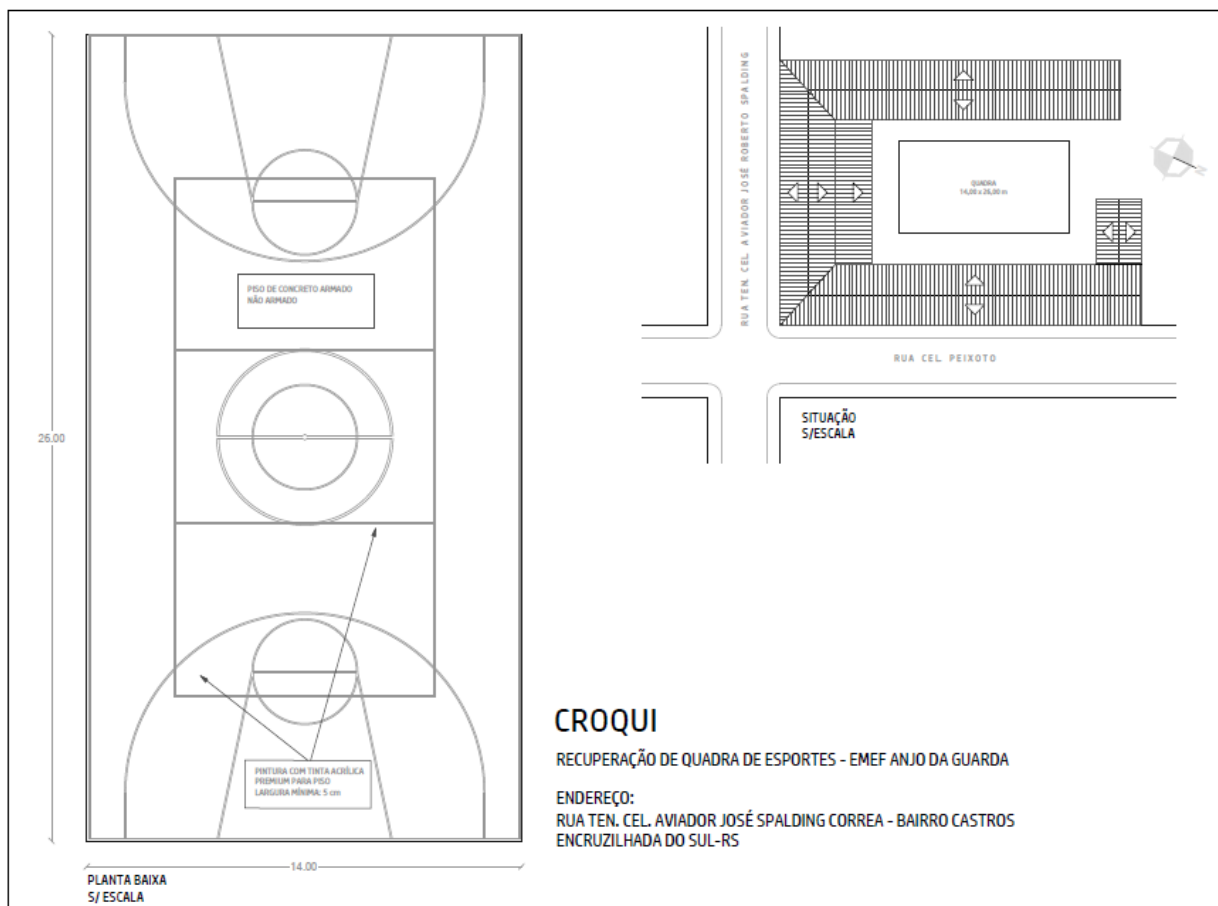 26.00
PISO DE CONCRETO ARMADO
NÃO ARMADO
PINTURA COM TINTA ACRÍLICA
PREMIUM PARA PISO
LARGURA MÍNIMA: 5 cm
14.00
PLANTA BAIXA
S/ ESCALA
RUA TEN. CEL. AVIADOR JOSÉ ROBERTO SPALDING
QUADRA
14,00 x 26,00 m
N
RUA CEL. PEIXOTO
SITUAÇÃO
S/ESCALA
CROQUI
RECUPERAÇÃO DE QUADRA DE ESPORTES - EMEF ANJO DA GUARDA
ENDEREÇO:
RUA TEN. CEL. AVIADOR JOSÉ SPALDING CORREA - BAIRRO CASTROS
ENCRUZILHADA DO SUL-RS